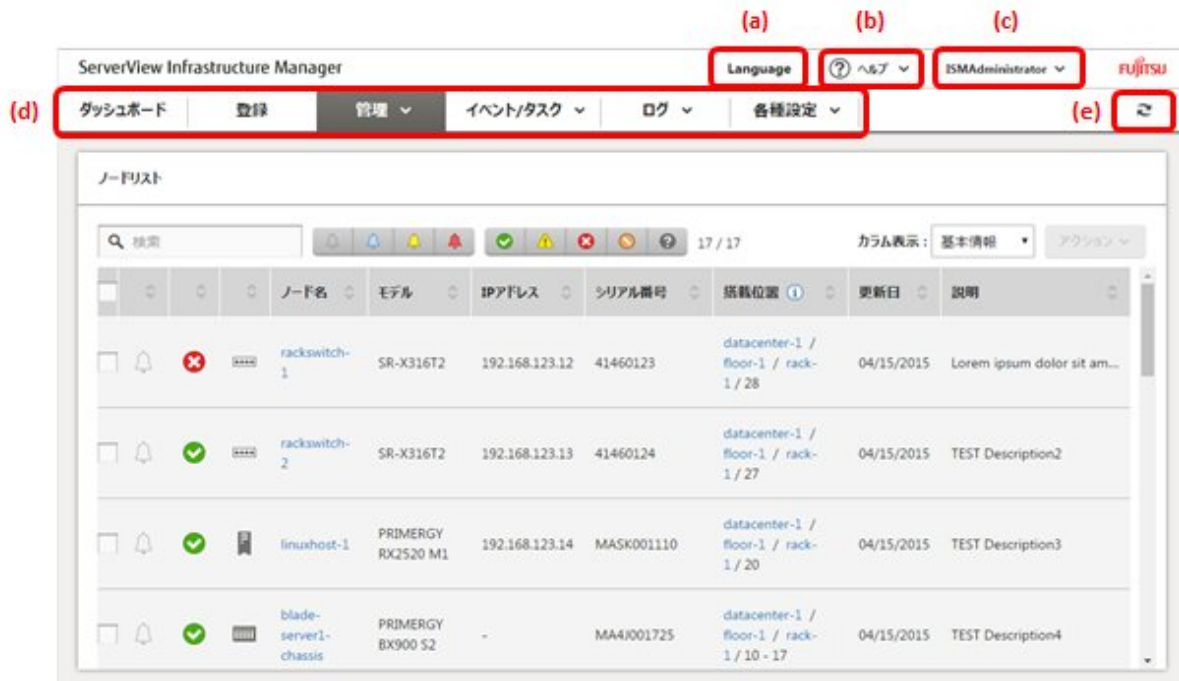 (a) (b) (c)
ServerView Infrastructure Manager Language ヘルプ ISMAdministrator FUJITSU
(d) ダッシュボード 登録 管理 イベント/タスク ログ 各種設定 (e)
ノードリスト
検索 17 / 17 カラム表示 : 基本情報 アクション
ノード名 モデル IPアドレス シリアル番号 搭載位置 更新日 説明
rackswitch-
1
SR-X316T2 192.168.123.12 41460123
datacenter-1 /
floor-1 / rack-
1 / 28
04/15/2015 Lorem ipsum dolor sit am...
rackswitch-
2
SR-X316T2 192.168.123.13 41460124
datacenter-1 /
floor-1 / rack-
1 / 27
04/15/2015 TEST Description2
linuxhost-1
PRIMERGY
RX2520 M1
192.168.123.14 MASK001110
datacenter-1 /
floor-1 / rack-
1 / 20
04/15/2015 TEST Description3
blade-
server1-
chassis
PRIMERGY
BX900 S2
- MA4J001725
datacenter-1 /
floor-1 / rack-
1 / 10 - 17
04/15/2015 TEST Description4